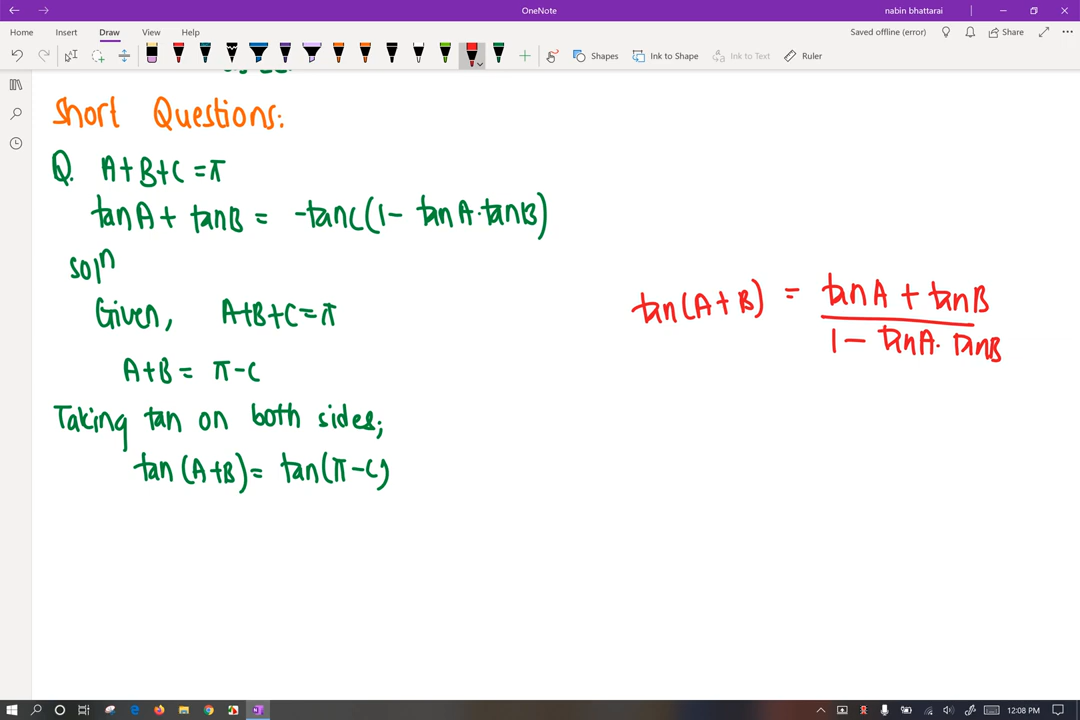 OneNote
nabin bhattarai
Home Insert Draw View Help
Saved offline (error)
Share
Shapes
Ink to Shape
Ink to Text
Ruler
Short Questions:
Q. A+B+C=π
tanA + tanB = -tanC(1- tanA·tanB)
solⁿ
Given, A+B+C=π
A+B = π-C
Taking tan on both sides;
tan(A+B)= tan(π-C)
tan(A+B) = tanA + tanB
1- tanA·tanB
12:08 PM